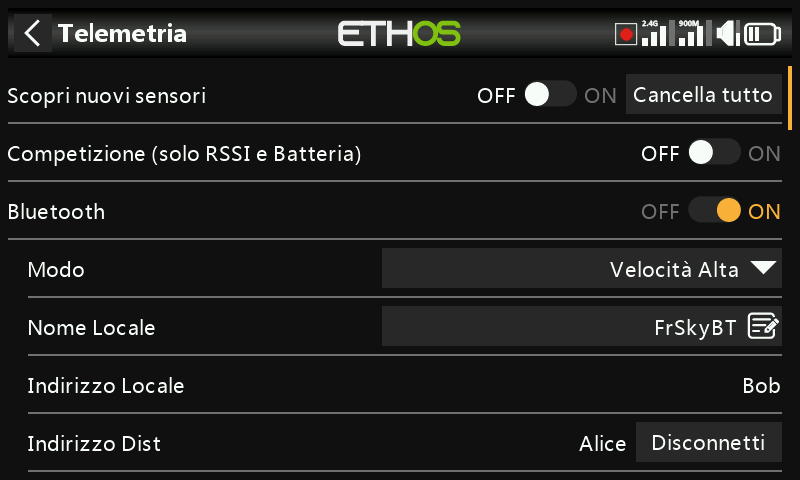 Telemetria ETHOS 2.4G 900M
Scopri nuovi sensori OFF ON Cancella tutto
Competizione (solo RSSI e Batteria) OFF ON
Bluetooth OFF ON
Modo Velocità Alta
Nome Locale FrSkyBT
Indirizzo Locale Bob
Indirizzo Dist Alice Disconnetti